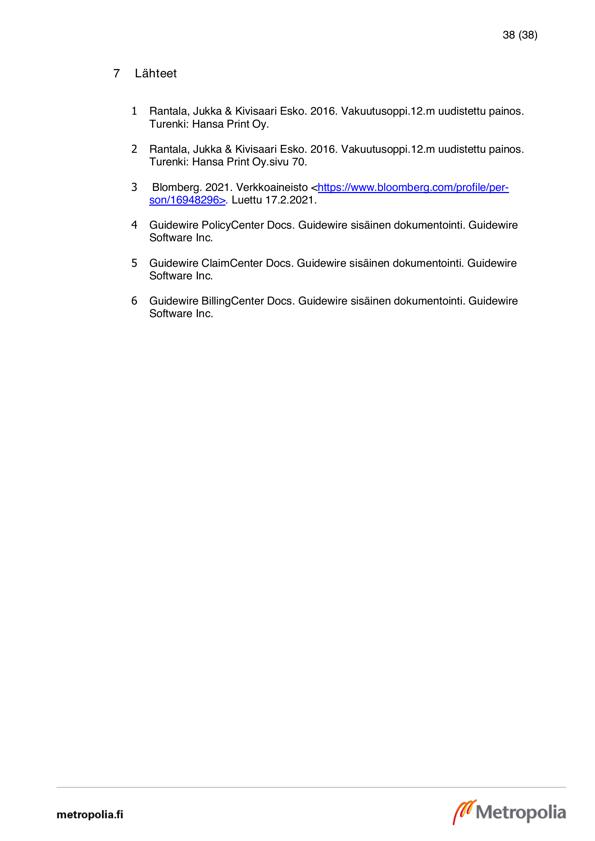 38 (38)
7 Lähteet
1 Rantala, Jukka & Kivisaari Esko. 2016. Vakuutusoppi.12.m uudistettu painos.
Turenki: Hansa Print Oy.
2 Rantala, Jukka & Kivisaari Esko. 2016. Vakuutusoppi.12.m uudistettu painos.
Turenki: Hansa Print Oy.sivu 70.
3 Blomberg. 2021. Verkkoaineisto <https://www.bloomberg.com/profile/per-
son/16948296>. Luettu 17.2.2021.
4 Guidewire PolicyCenter Docs. Guidewire sisäinen dokumentointi. Guidewire
Software Inc.
5 Guidewire ClaimCenter Docs. Guidewire sisäinen dokumentointi. Guidewire
Software Inc.
6 Guidewire BillingCenter Docs. Guidewire sisäinen dokumentointi. Guidewire
Software Inc.
metropolia.fi
Metropolia